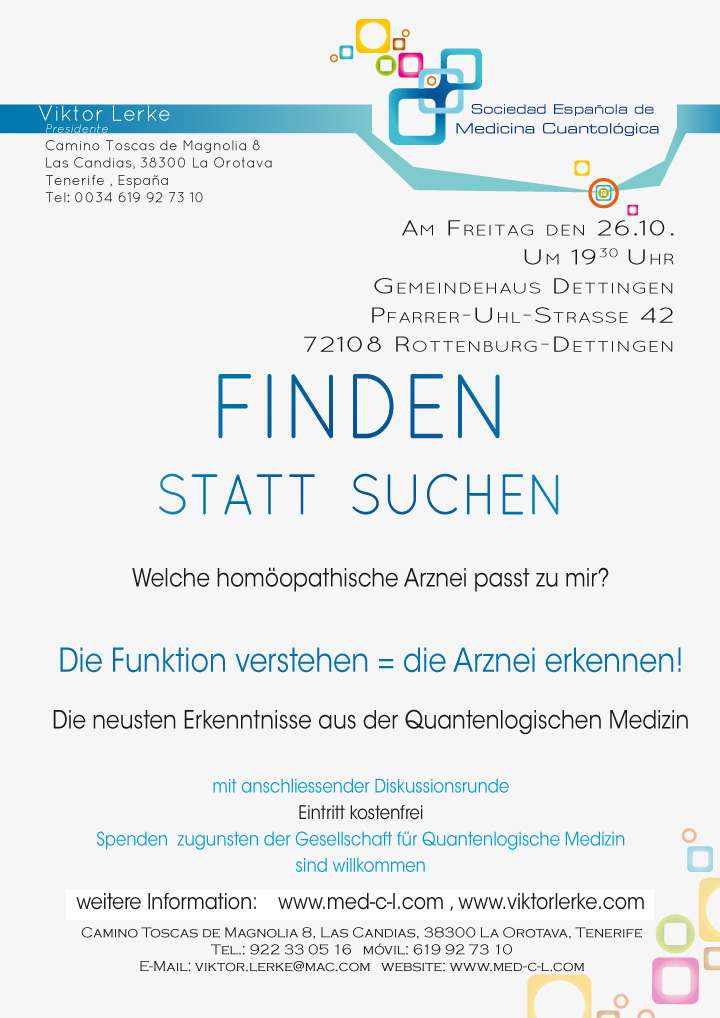 Viktor Lerke
Presidente
Camino Toscas de Magnolia 8
Las Candias, 38300 La Orotava
Tenerife , España
Tel: 0034 619 92 73 10
Sociedad Española de
Medicina Cuantológica
Am Freitag den 26.10.
Um 19³⁰ Uhr
Gemeindehaus Dettingen
Pfarrer-Uhl-Strasse 42
72108 Rottenburg-Dettingen
FINDEN
STATT SUCHEN
Welche homöopathische Arznei passt zu mir?
Die Funktion verstehen = die Arznei erkennen!
Die neusten Erkenntnisse aus der Quantenlogischen Medizin
mit anschliessender Diskussionsrunde
Eintritt kostenfrei
Spenden zugunsten der Gesellschaft für Quantenlogische Medizin
sind willkommen
weitere Information: www.med-c-l.com , www.viktorlerke.com
Camino Toscas de Magnolia 8, Las Candias, 38300 La Orotava, Tenerife
Tel.: 922 33 05 16 móvil: 619 92 73 10
E-Mail: viktor.lerke@mac.com website: www.med-c-l.com